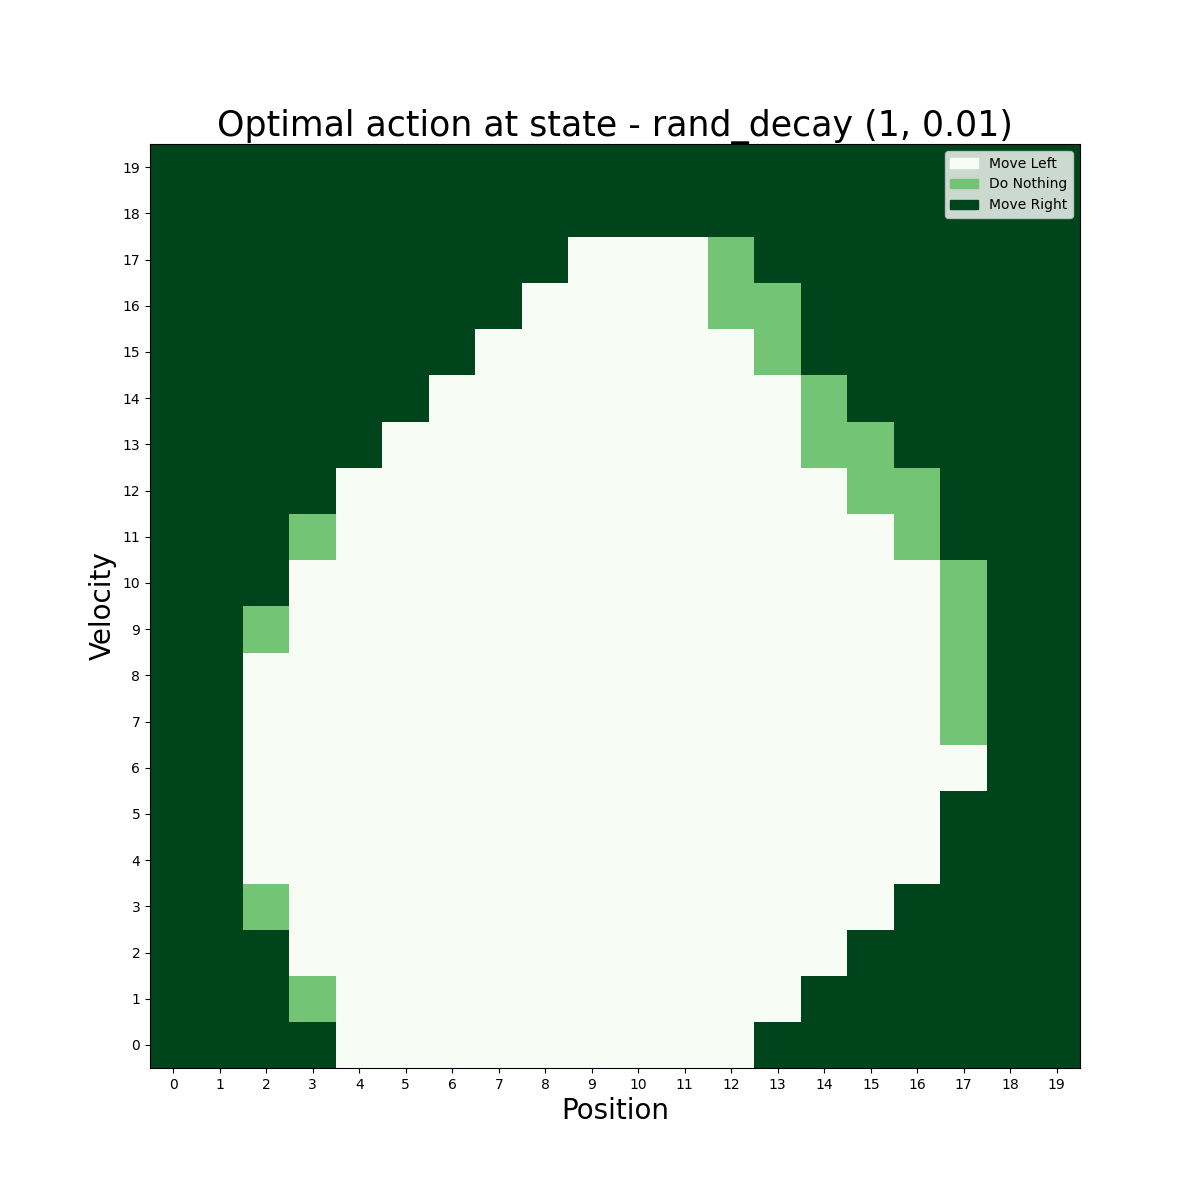 Optimal action at state - rand_decay (1, 0.01)
Move Left
Do Nothing
Move Right
19
18
17
16
15
14
13
12
11
10
9
8
7
6
5
4
3
2
1
0
Velocity
0 1 2 3 4 5 6 7 8 9 10 11 12 13 14 15 16 17 18 19
Position